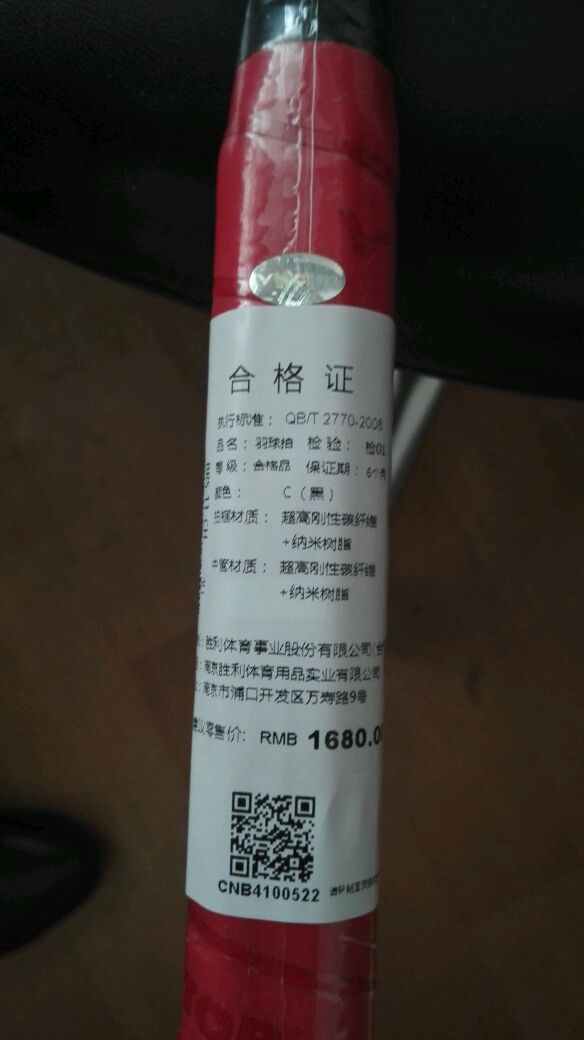 合格证
执行标准: QB/T 2770-2006
品名: 羽球拍 检验: 检01
等级: 合格品 保证期: 6个月
颜色: C(黑)
拍框材质: 超高刚性碳纤维
+纳米树脂
中管材质: 超高刚性碳纤维
+纳米树脂
胜利体育事业股份有限公司
南京胜利体育用品实业有限公司
南京市浦口开发区万寿路9号
建议零售价: RMB 1680.00
CNB4100522